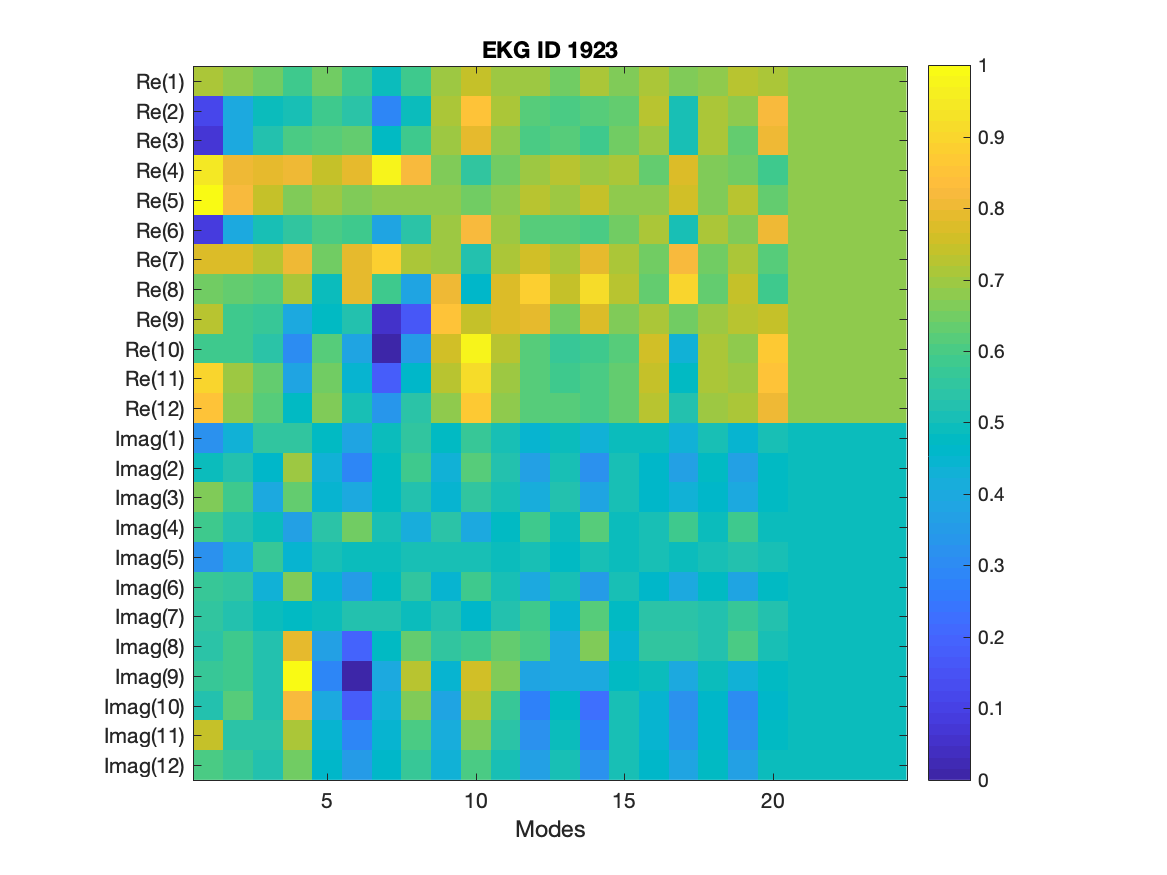 EKG ID 1923
Re(1)
Re(2)
Re(3)
Re(4)
Re(5)
Re(6)
Re(7)
Re(8)
Re(9)
Re(10)
Re(11)
Re(12)
Imag(1)
Imag(2)
Imag(3)
Imag(4)
Imag(5)
Imag(6)
Imag(7)
Imag(8)
Imag(9)
Imag(10)
Imag(11)
Imag(12)
5 10 15 20
Modes
1
0.9
0.8
0.7
0.6
0.5
0.4
0.3
0.2
0.1
0